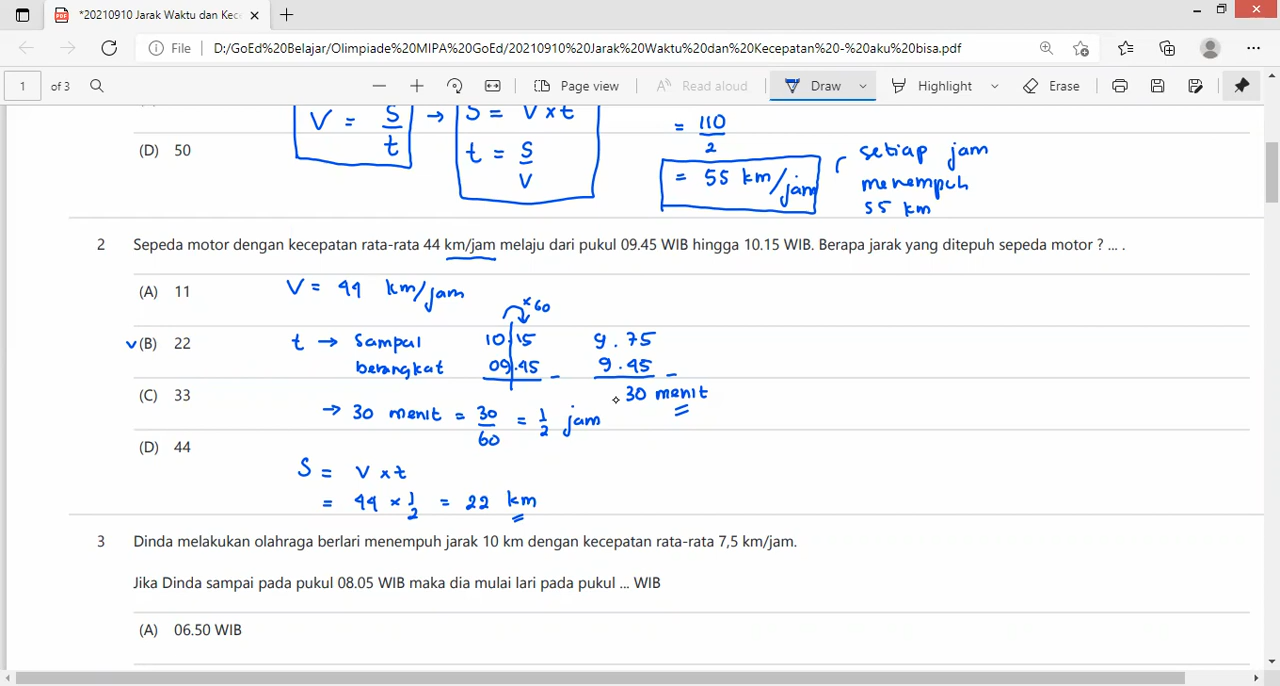 *20210910 Jarak Waktu dan Kec
File D:/GoEd%20Belajar/Olimpiade%20MIPA%20GoEd/20210910%20Jarak%20Waktu%20dan%20Kecepatan%20-%20aku%20bisa.pdf
1 of 3 Page view Read aloud Draw Highlight Erase
V = S/t → S = V x t
t = S/V
= 110/2
= 55 km/jam
setiap jam
menempuh
55 km
(D) 50
2 Sepeda motor dengan kecepatan rata-rata 44 km/jam melaju dari pukul 09.45 WIB hingga 10.15 WIB. Berapa jarak yang ditepuh sepeda motor ? ... .
(A) 11
V = 44 km/jam
x 60
v(B) 22
t → Sampai 10.15 9.75
berangkat 09.45 - 9.45 -
30 menit
(C) 33
→ 30 menit = 30/60 = 1/2 jam
(D) 44
S = V x t
= 44 x 1/2 = 22 km
3 Dinda melakukan olahraga berlari menempuh jarak 10 km dengan kecepatan rata-rata 7,5 km/jam.
Jika Dinda sampai pada pukul 08.05 WIB maka dia mulai lari pada pukul ... WIB
(A) 06.50 WIB